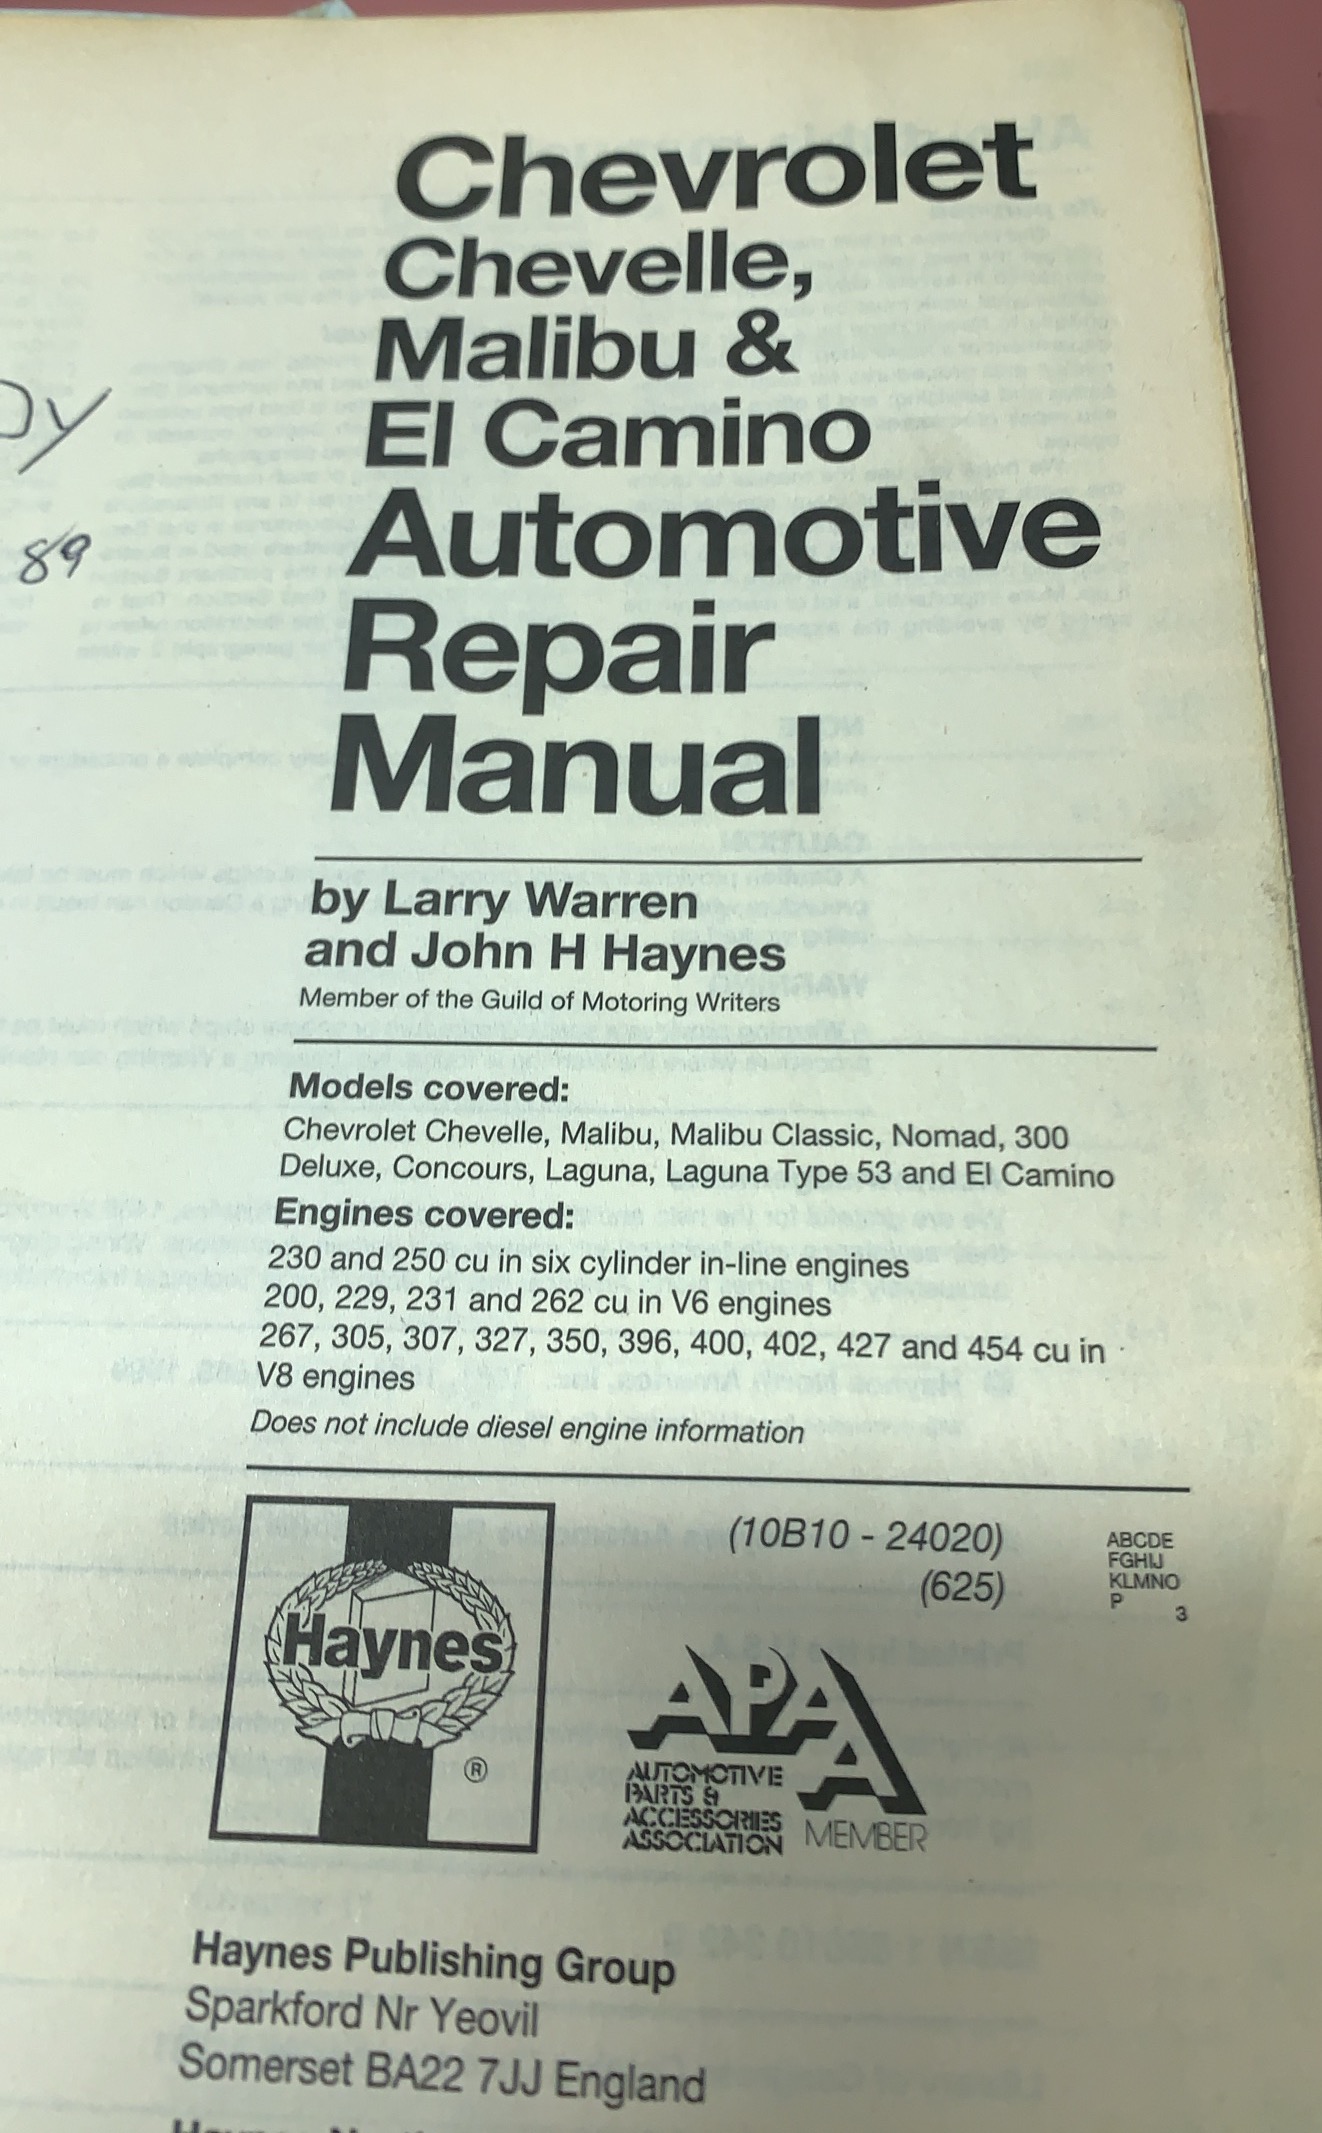 Chevrolet
Chevelle,
Malibu &
El Camino
Automotive
Repair
Manual
89
by Larry Warren
and John H Haynes
Member of the Guild of Motoring Writers
Models covered:
Chevrolet Chevelle, Malibu, Malibu Classic, Nomad, 300
Deluxe, Concours, Laguna, Laguna Type 53 and El Camino
Engines covered:
230 and 250 cu in six cylinder in-line engines
200, 229, 231 and 262 cu in V6 engines
267, 305, 307, 327, 350, 396, 400, 402, 427 and 454 cu in
V8 engines
Does not include diesel engine information
(10B10 - 24020)
(625)
ABCDE
FGHIJ
KLMNO
P 3
Haynes
®
APAA
AUTOMOTIVE
PARTS &
ACCESSORIES
ASSOCIATION
MEMBER
Haynes Publishing Group
Sparkford Nr Yeovil
Somerset BA22 7JJ England